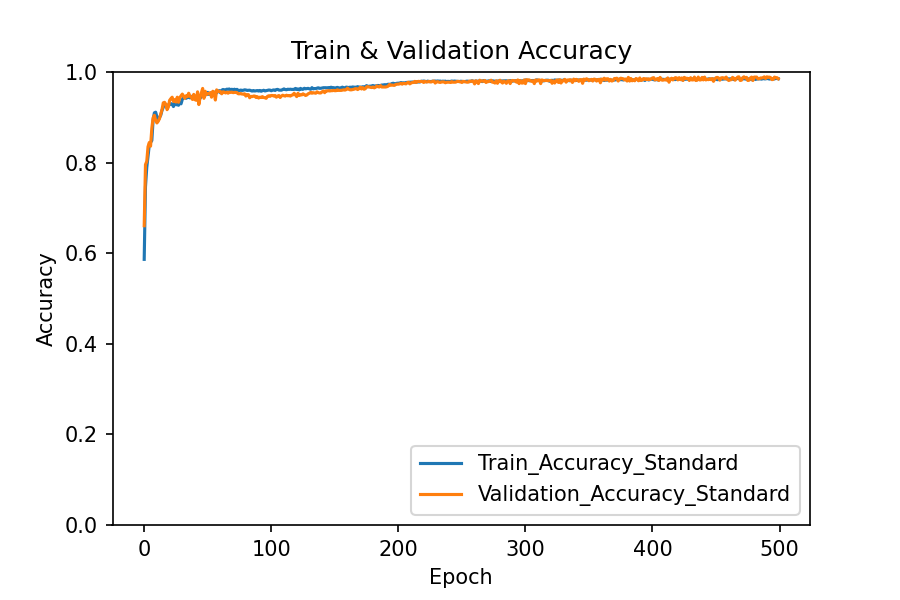 Train & Validation Accuracy
1.0
0.8
0.6
0.4
0.2
0.0
Accuracy
Train_Accuracy_Standard
Validation_Accuracy_Standard
0 100 200 300 400 500
Epoch